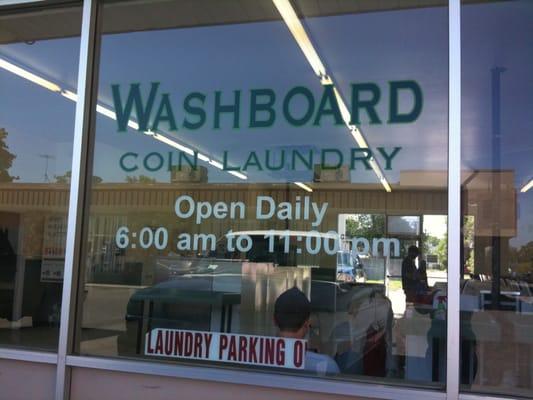 WASHBOARD
COIN LAUNDRY
Open Daily
6:00 am to 11:00 pm
LAUNDRY PARKING O